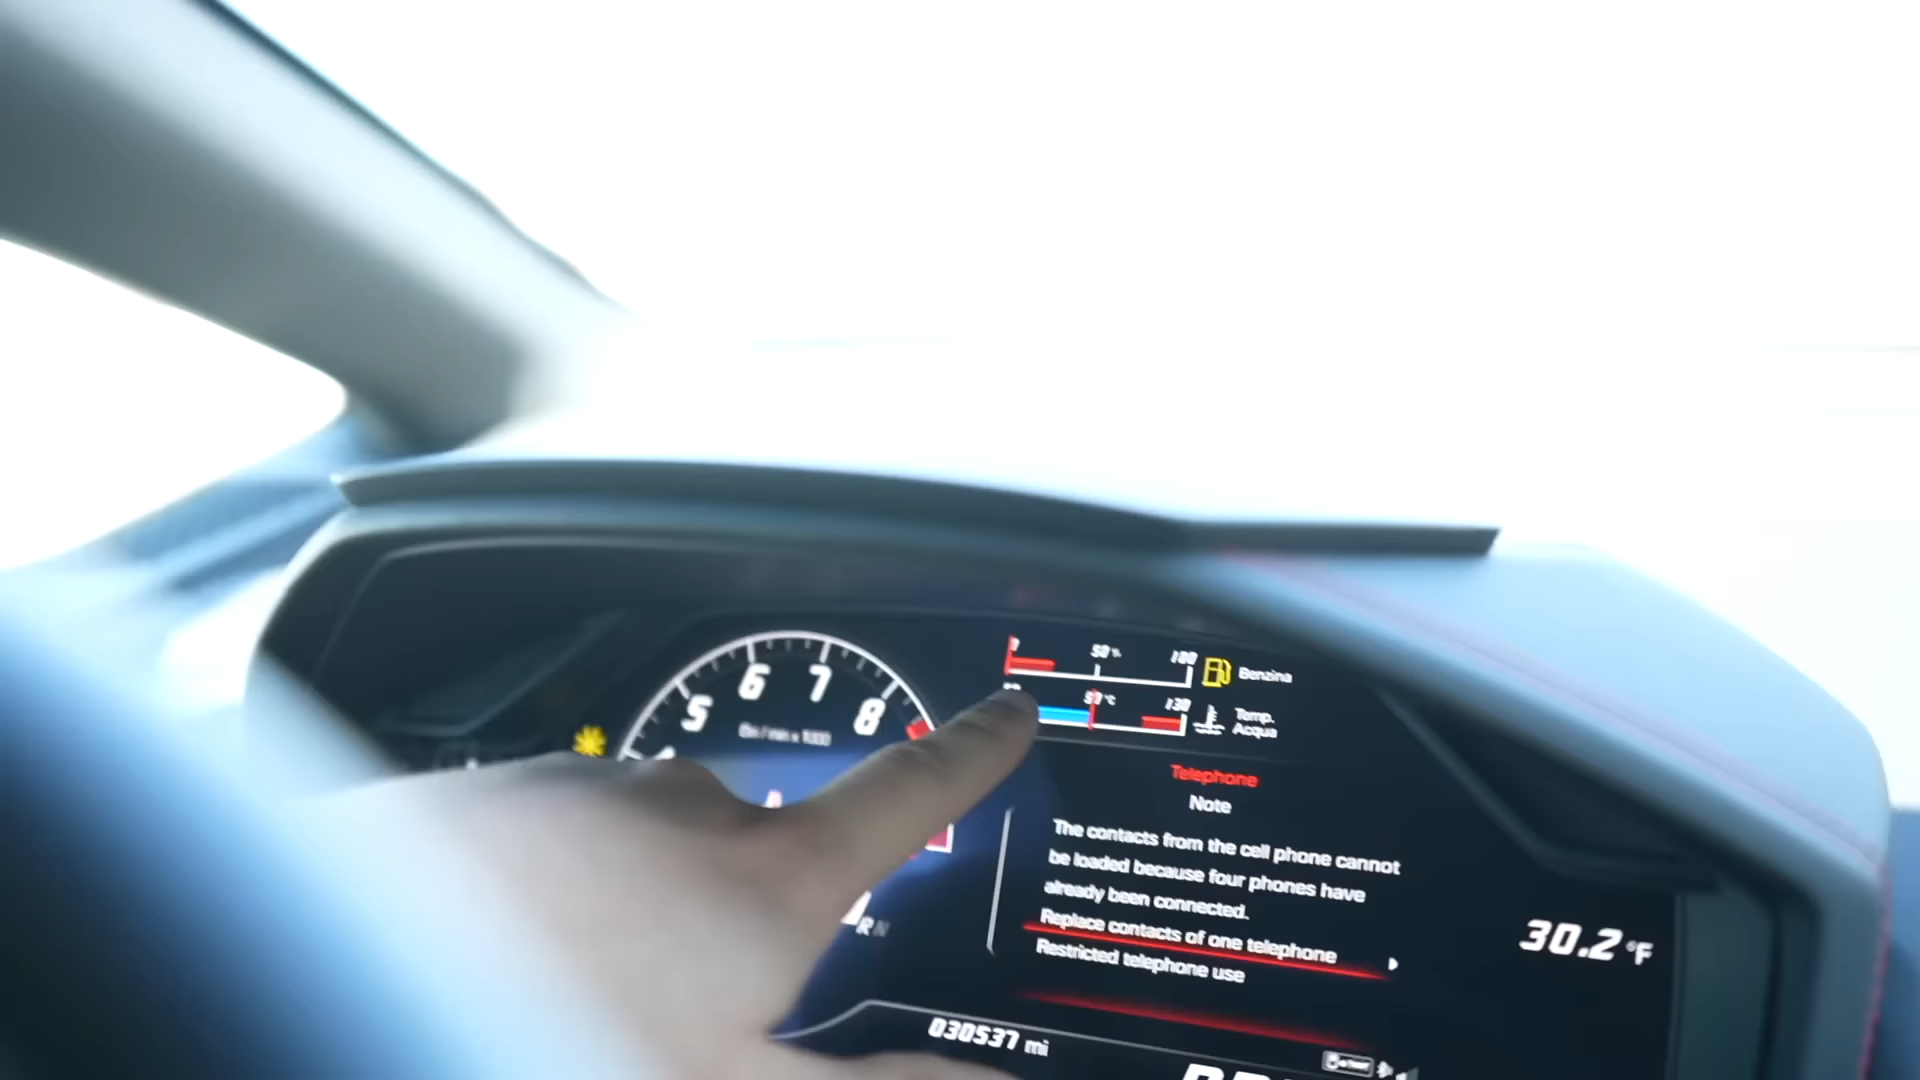 5
6
7
8
0
50 %
100
Benzina
50 °C
130
Temp.
Acqua
Telephone
Note
The contacts from the cell phone cannot
be loaded because four phones have
already been connected.
Replace contacts of one telephone
Restricted telephone use
R N
30.2 °F
030537 mi